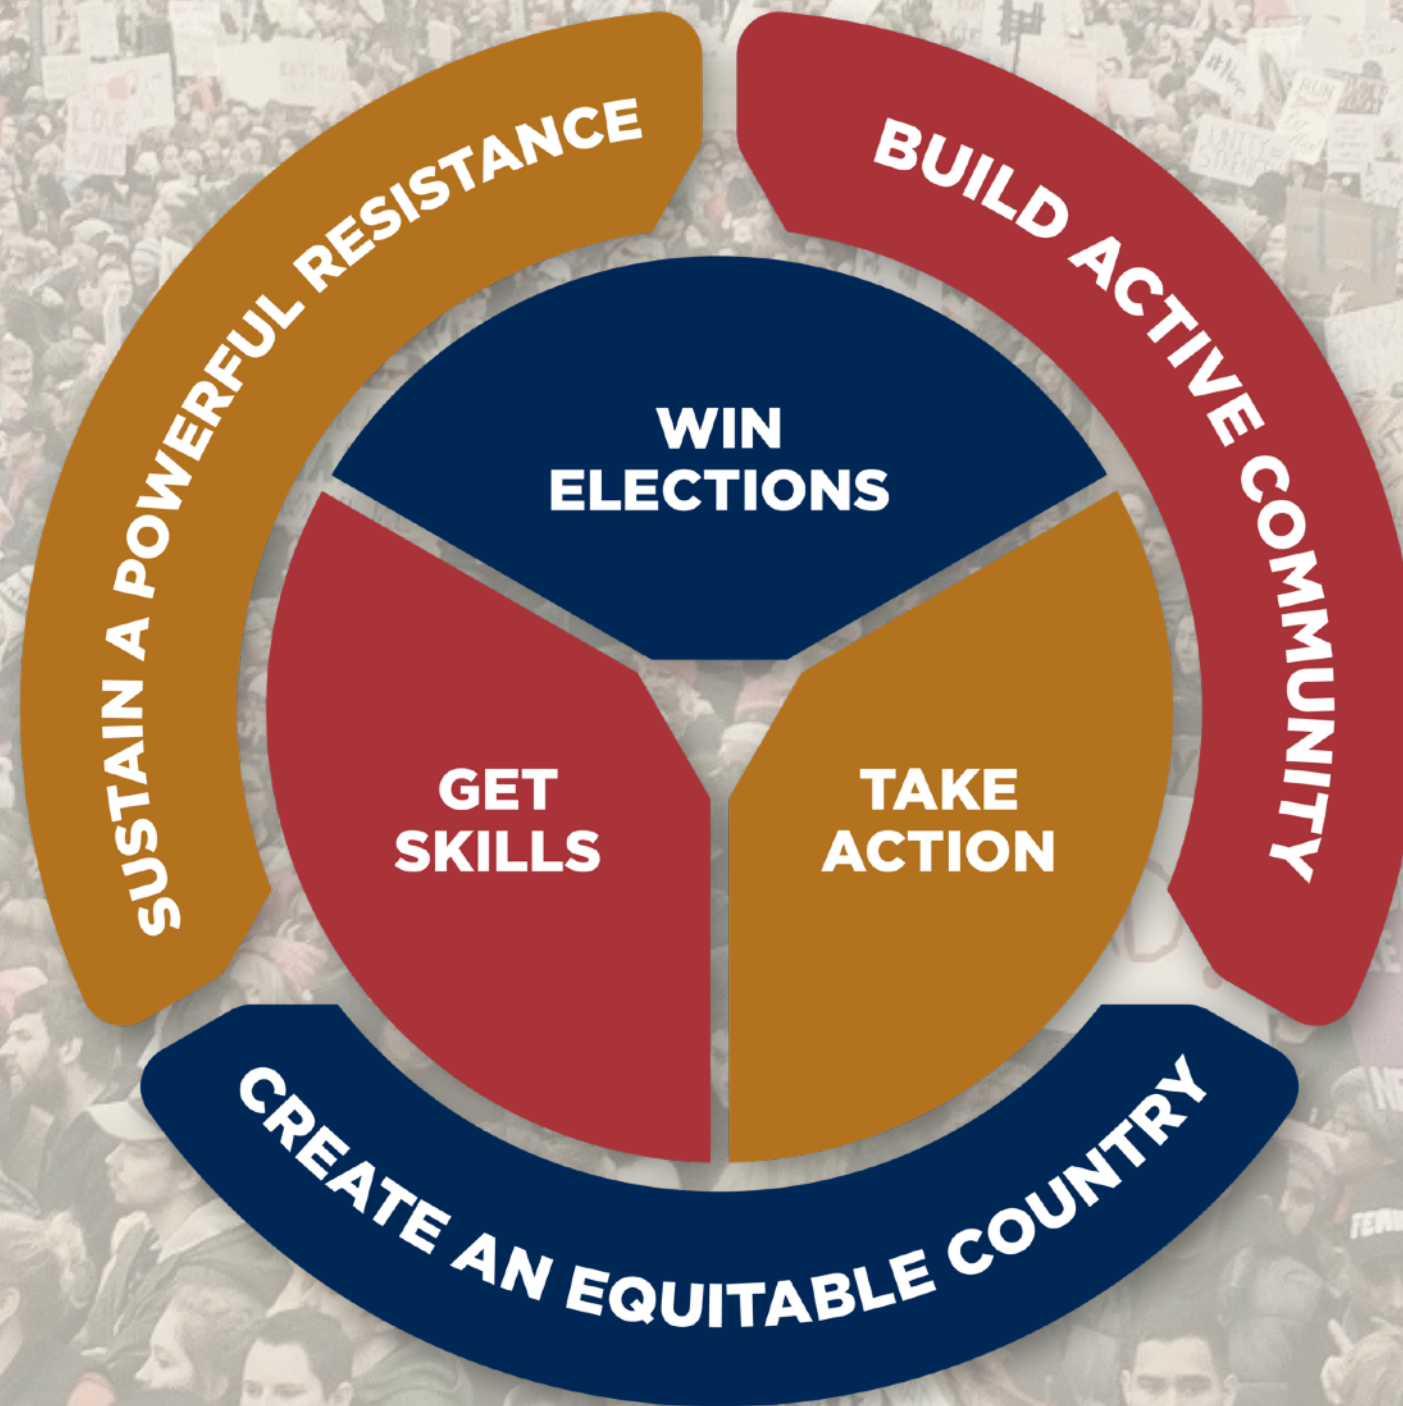 SUSTAIN A POWERFUL RESISTANCE
BUILD ACTIVE COMMUNITY
WIN
ELECTIONS
GET
SKILLS
TAKE
ACTION
CREATE AN EQUITABLE COUNTRY